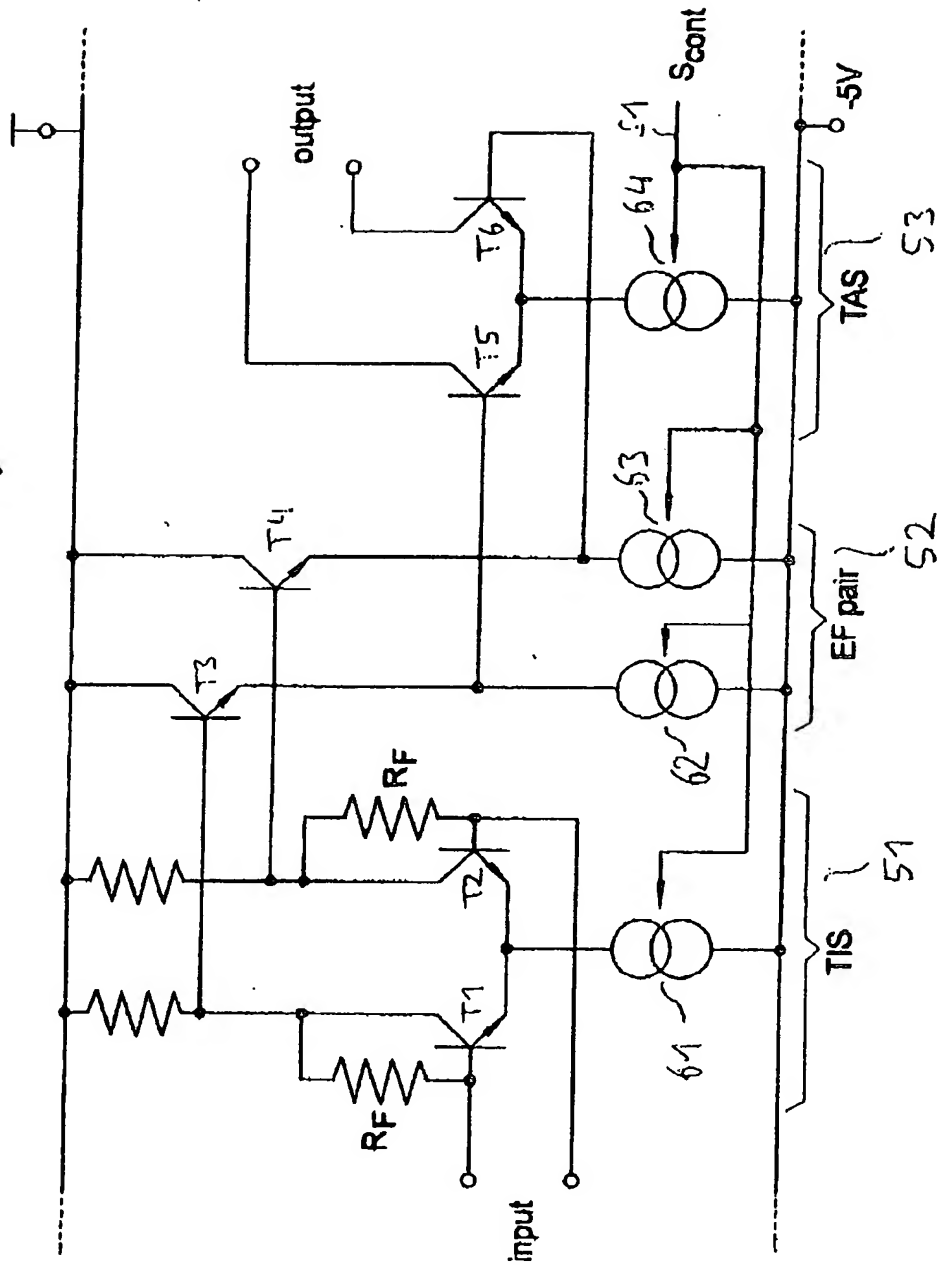 output
T4
T3
T6
T5
RF
T2
T1
RF
input
Scont
51
64
63
62
61
-5V
TIS
EF pair
TAS
51
52
53